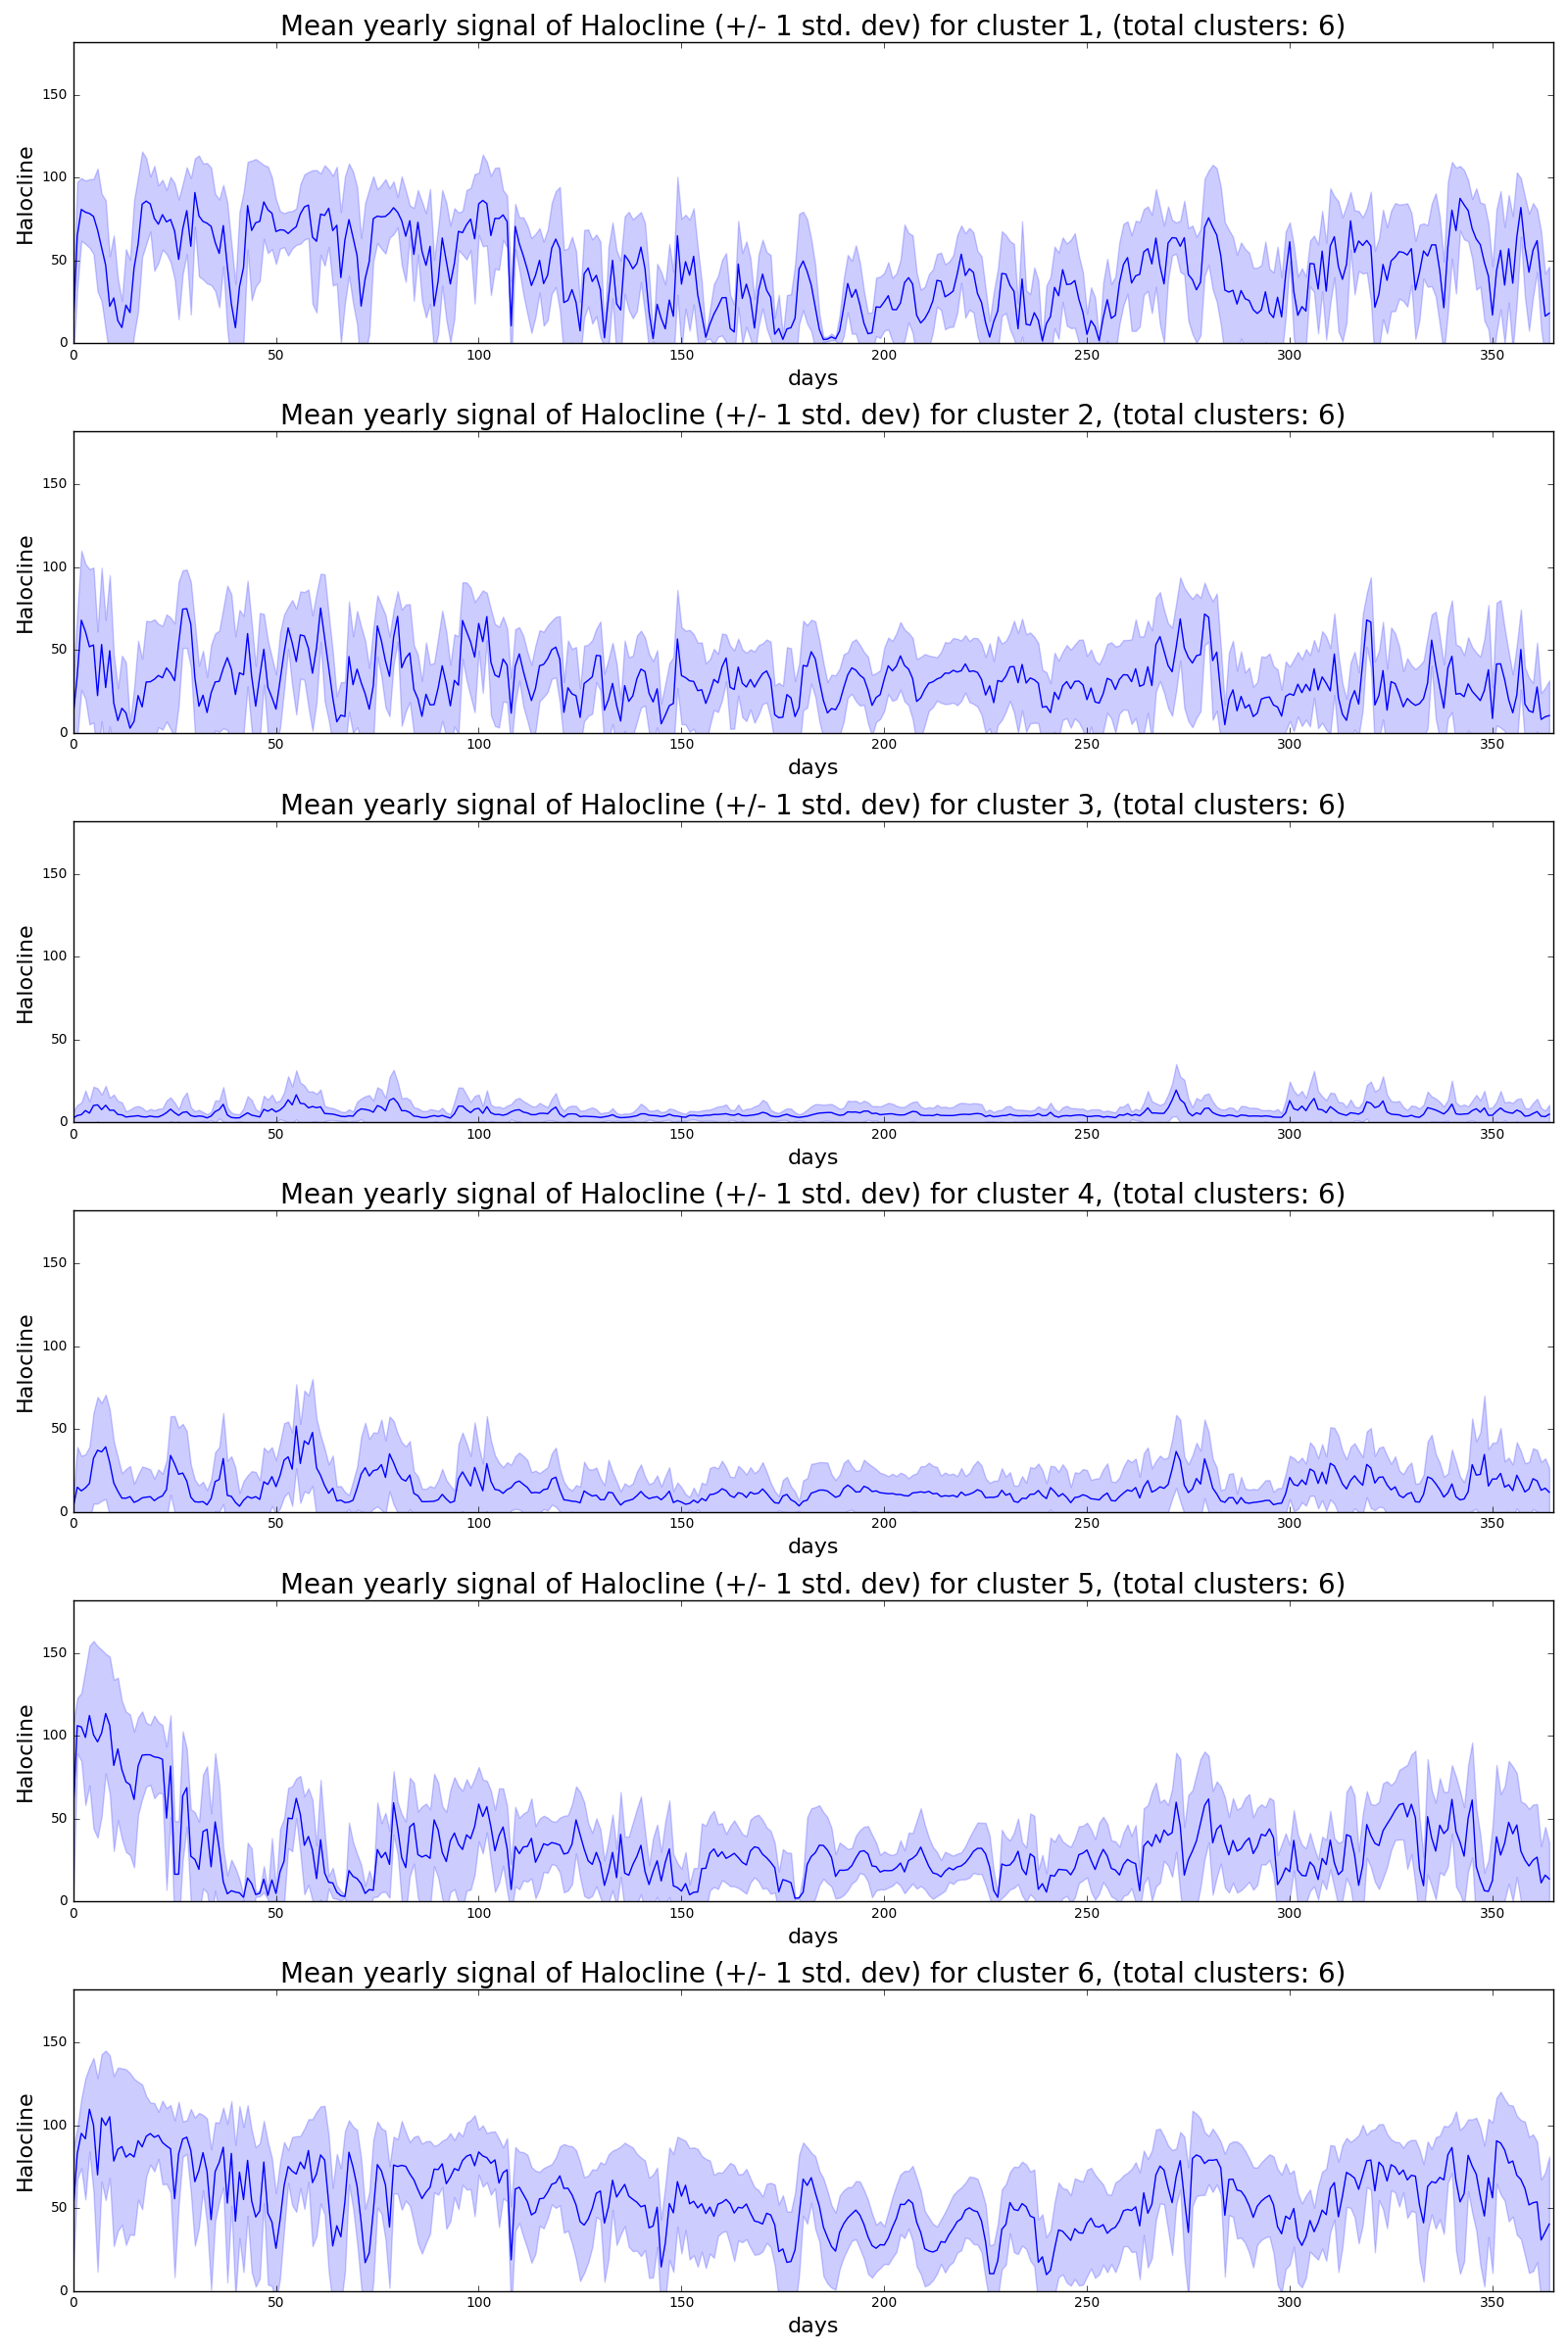 Mean yearly signal of Halocline (+/- 1 std. dev) for cluster 1, (total clusters: 6)
150
100
50
0
Halocline
0 50 100 150 200 250 300 350
days
Mean yearly signal of Halocline (+/- 1 std. dev) for cluster 2, (total clusters: 6)
150
100
50
0
Halocline
0 50 100 150 200 250 300 350
days
Mean yearly signal of Halocline (+/- 1 std. dev) for cluster 3, (total clusters: 6)
150
100
50
0
Halocline
0 50 100 150 200 250 300 350
days
Mean yearly signal of Halocline (+/- 1 std. dev) for cluster 4, (total clusters: 6)
150
100
50
0
Halocline
0 50 100 150 200 250 300 350
days
Mean yearly signal of Halocline (+/- 1 std. dev) for cluster 5, (total clusters: 6)
150
100
50
0
Halocline
0 50 100 150 200 250 300 350
days
Mean yearly signal of Halocline (+/- 1 std. dev) for cluster 6, (total clusters: 6)
150
100
50
0
Halocline
0 50 100 150 200 250 300 350
days